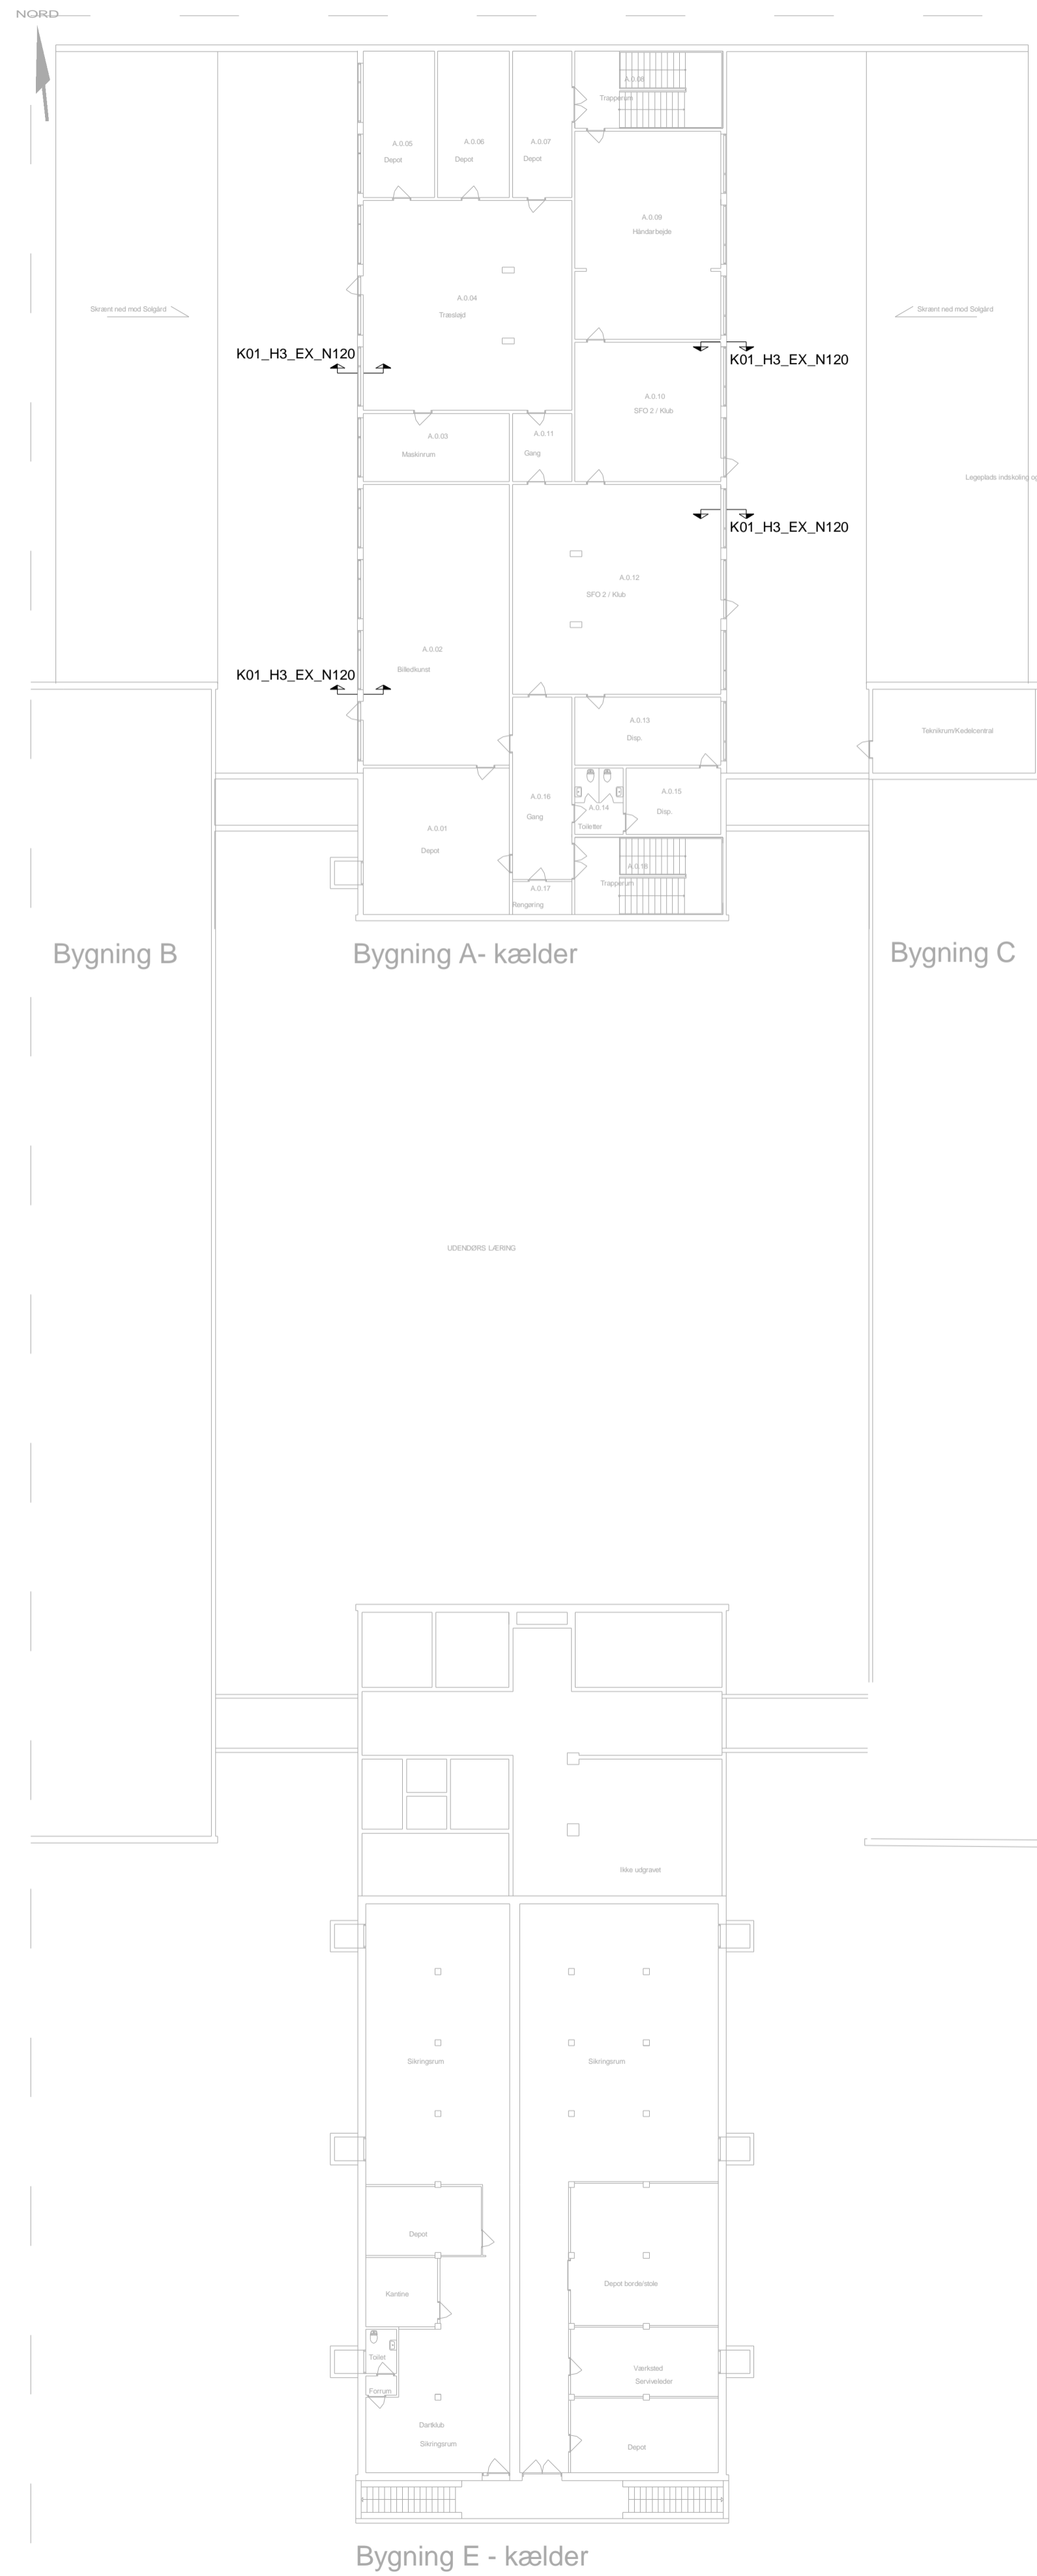 NORD
A.0.08
Trapperum
A.0.05
Depot
A.0.06
Depot
A.0.07
Depot
A.0.09
Håndarbejde
A.0.04
Træsløjd
Skrænt ned mod Solgård
Skrænt ned mod Solgård
K01_H3_EX_N120
K01_H3_EX_N120
A.0.10
SFO 2 / Klub
A.0.03
Maskinrum
A.0.11
Gang
Legeplads indskoling og
K01_H3_EX_N120
A.0.12
SFO 2 / Klub
A.0.02
Billedkunst
K01_H3_EX_N120
A.0.13
Disp.
Teknikrum/Kedelcentral
A.0.16
Gang
A.0.14
Toiletter
A.0.15
Disp.
A.0.01
Depot
A.0.18
Trapperum
A.0.17
Rengøring
Bygning B
Bygning A- kælder
Bygning C
UDENDØRS LÆRING
Ikke udgravet
Sikringsrum
Sikringsrum
Depot
Depot borde/stole
Kantine
Toilet
Forrum
Værksted
Serviveleder
Dartklub
Sikringsrum
Depot
Bygning E - kælder